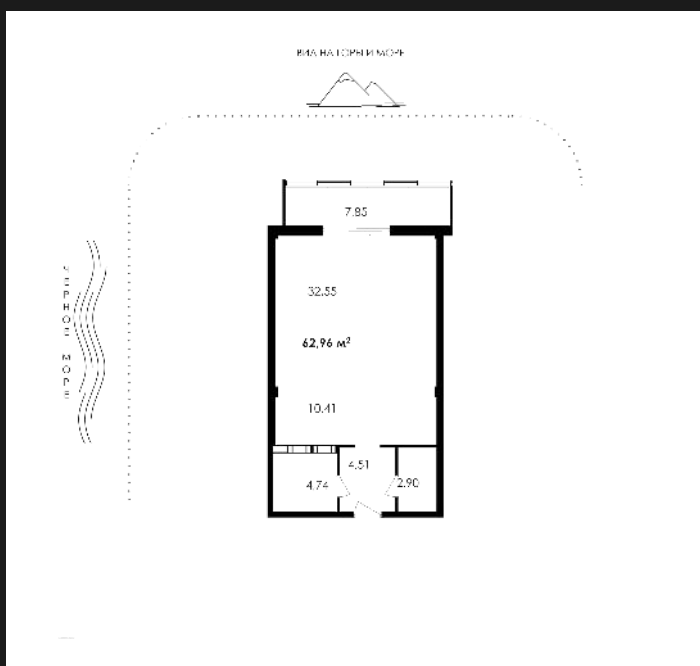 ВИД НА ГОРЫ И МОРЕ
7.85
32.55
ЧЕРНОЕ МОРЕ
62,96 м²
10.41
4.51
4.74
2.90